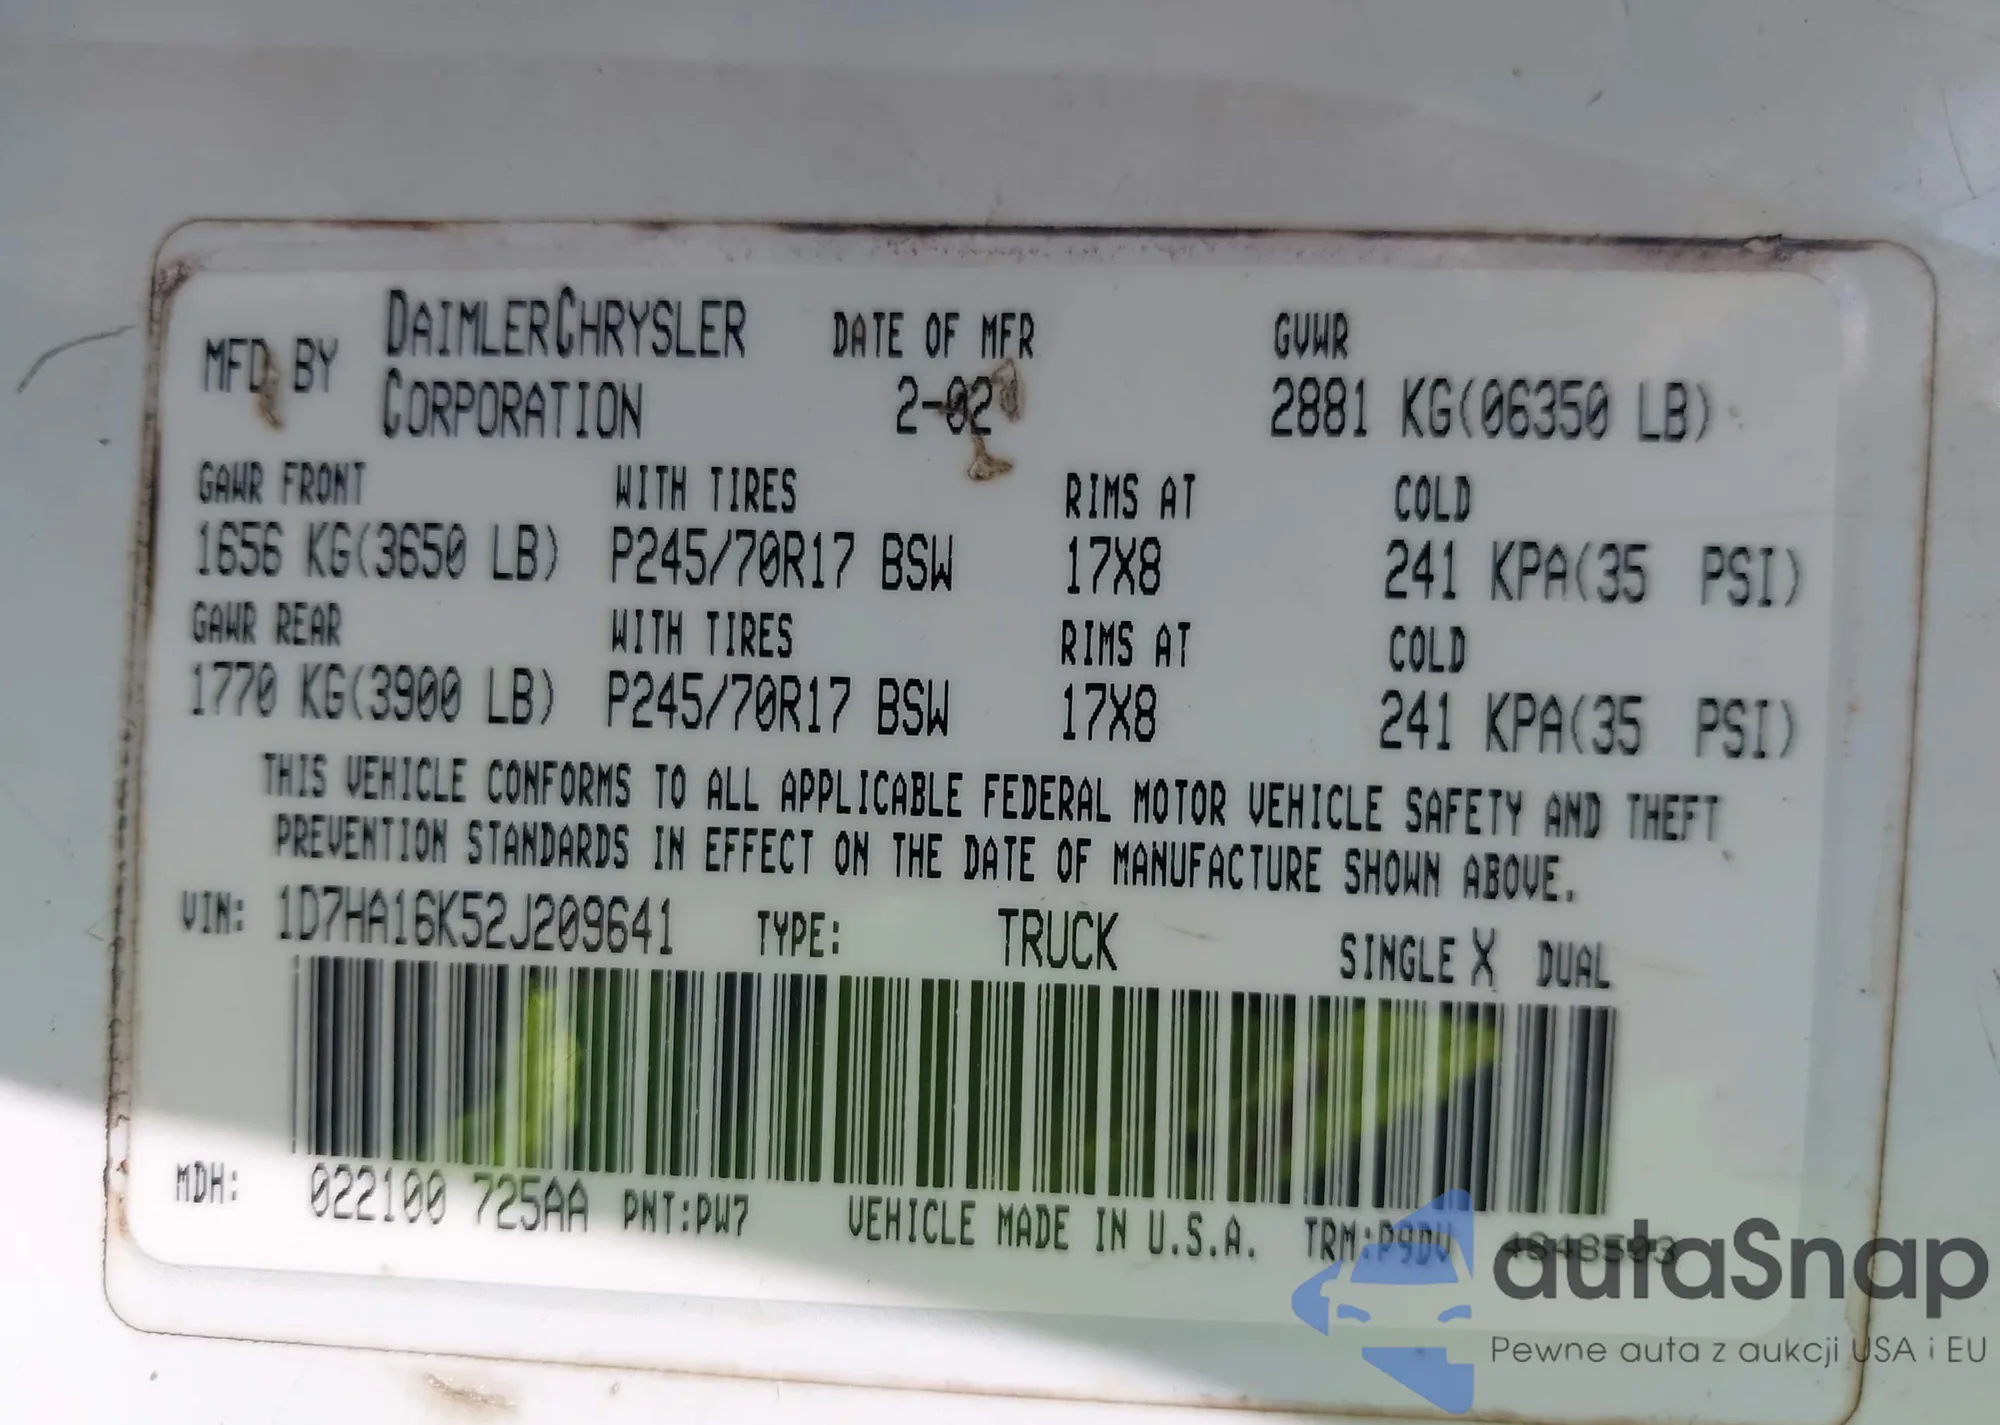 MFD BY DAIMLERCHRYSLER CORPORATION DATE OF MFR 2-02 GVWR 2881 KG(06350 LB)
GAWR FRONT WITH TIRES RIMS AT COLD
1656 KG(3650 LB) P245/70R17 BSW 17X8 241 KPA(35 PSI)
GAWR REAR WITH TIRES RIMS AT COLD
1770 KG(3900 LB) P245/70R17 BSW 17X8 241 KPA(35 PSI)
THIS VEHICLE CONFORMS TO ALL APPLICABLE FEDERAL MOTOR VEHICLE SAFETY AND THEFT
PREVENTION STANDARDS IN EFFECT ON THE DATE OF MANUFACTURE SHOWN ABOVE.
VIN: 1D7HA16K52J209641 TYPE: TRUCK SINGLE X DUAL
MDH: 022100 725AA PNT:PW7 VEHICLE MADE IN U.S.A. TRM:P9DV
autaSnap
Pewne auta z aukcji USA i EU